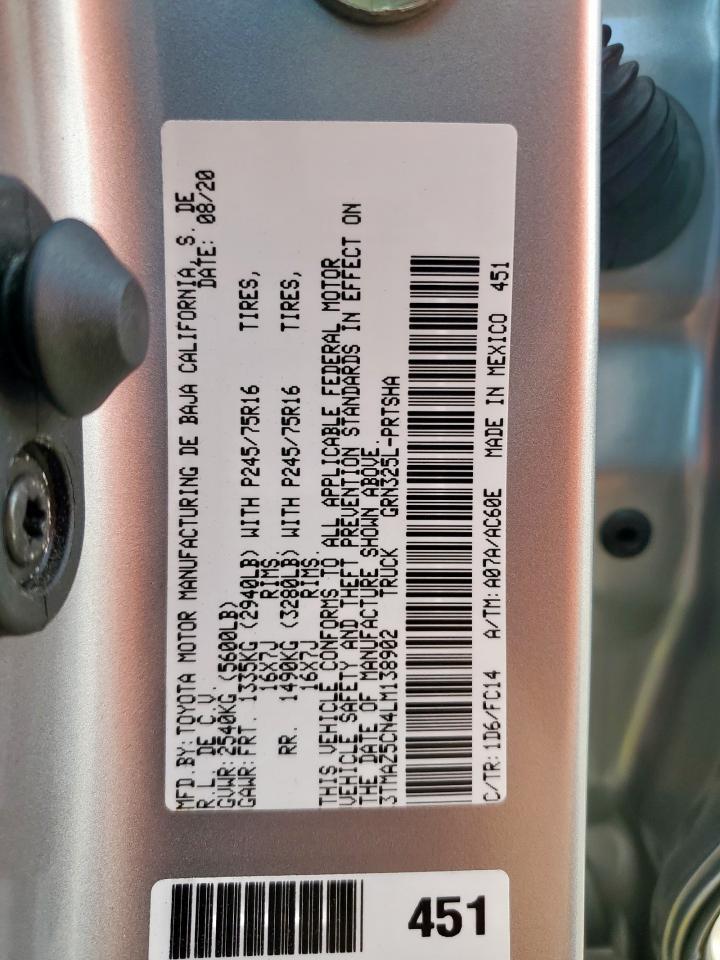 MFD.BY:TOYOTA MOTOR MANUFACTURING DE BAJA CALIFORNIA, S. DE
R.L. DE C.V. DATE: 08/20
GVWR:2540KG (5600LB)
GAWR:FRT. 1335KG (2940LB) WITH P245/75R16 TIRES,
16X7J RIMS.
RR. 1490KG (3280LB) WITH P245/75R16 TIRES,
16X7J RIMS.
THIS VEHICLE CONFORMS TO ALL APPLICABLE FEDERAL MOTOR
VEHICLE SAFETY AND THEFT PREVENTION STANDARDS IN EFFECT ON
THE DATE OF MANUFACTURE SHOWN ABOVE.
3TMAZ5CN4LM138902 TRUCK GRN325L-PRTSHA
C/TR:1D6/FC14 A/TM:A07A/AC60E MADE IN MEXICO 451
451